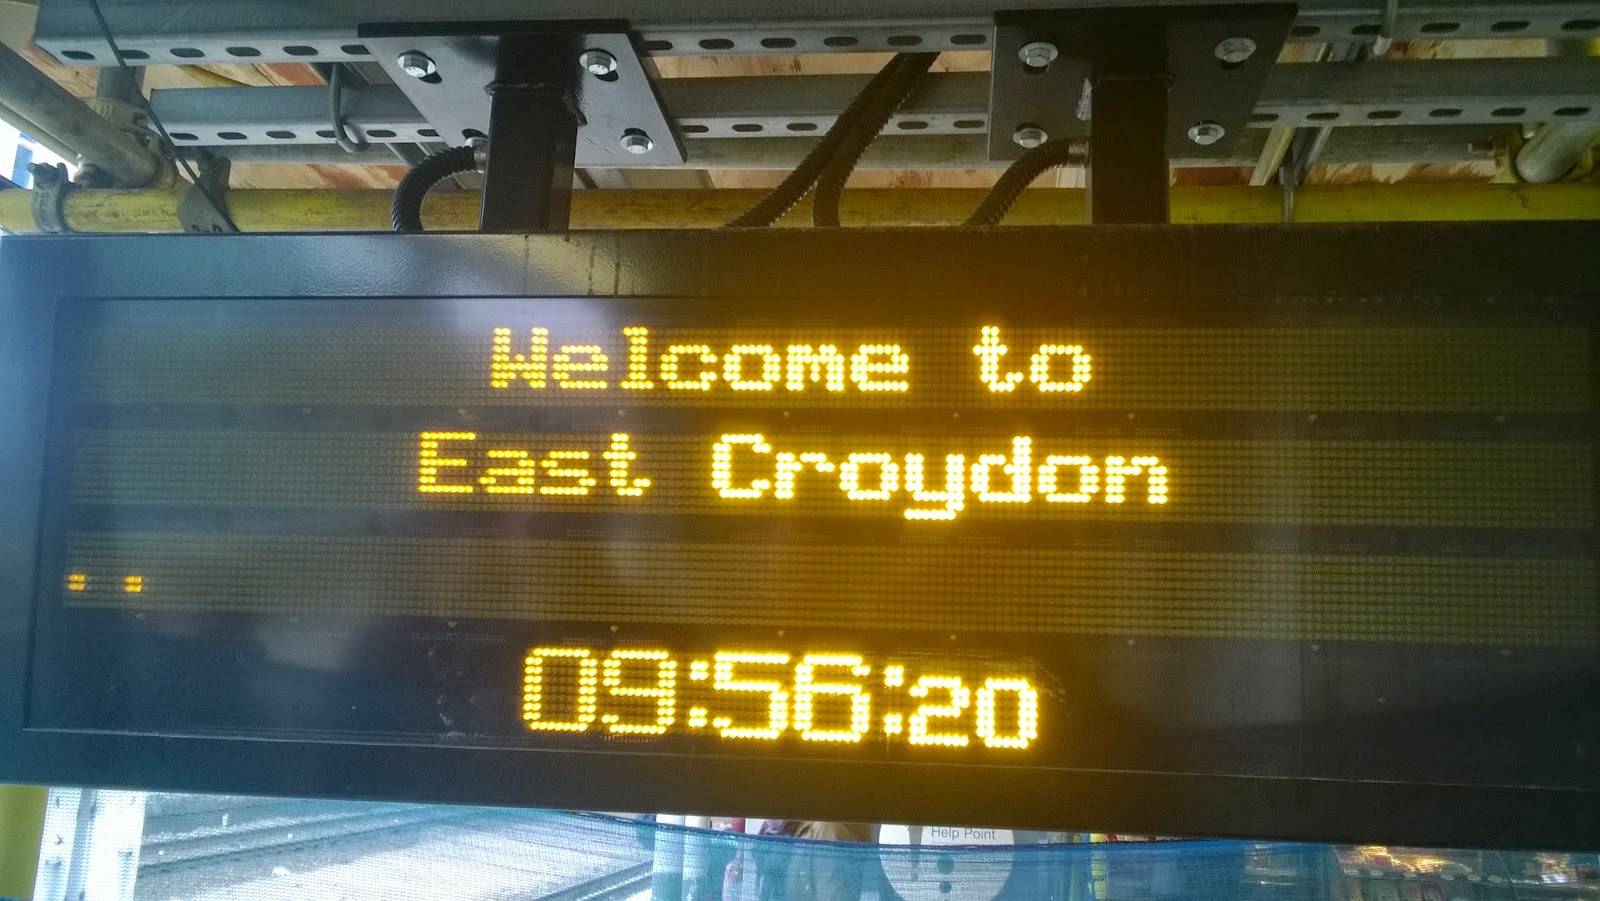 Welcome to
East Croydon
09:56:20
Help Point